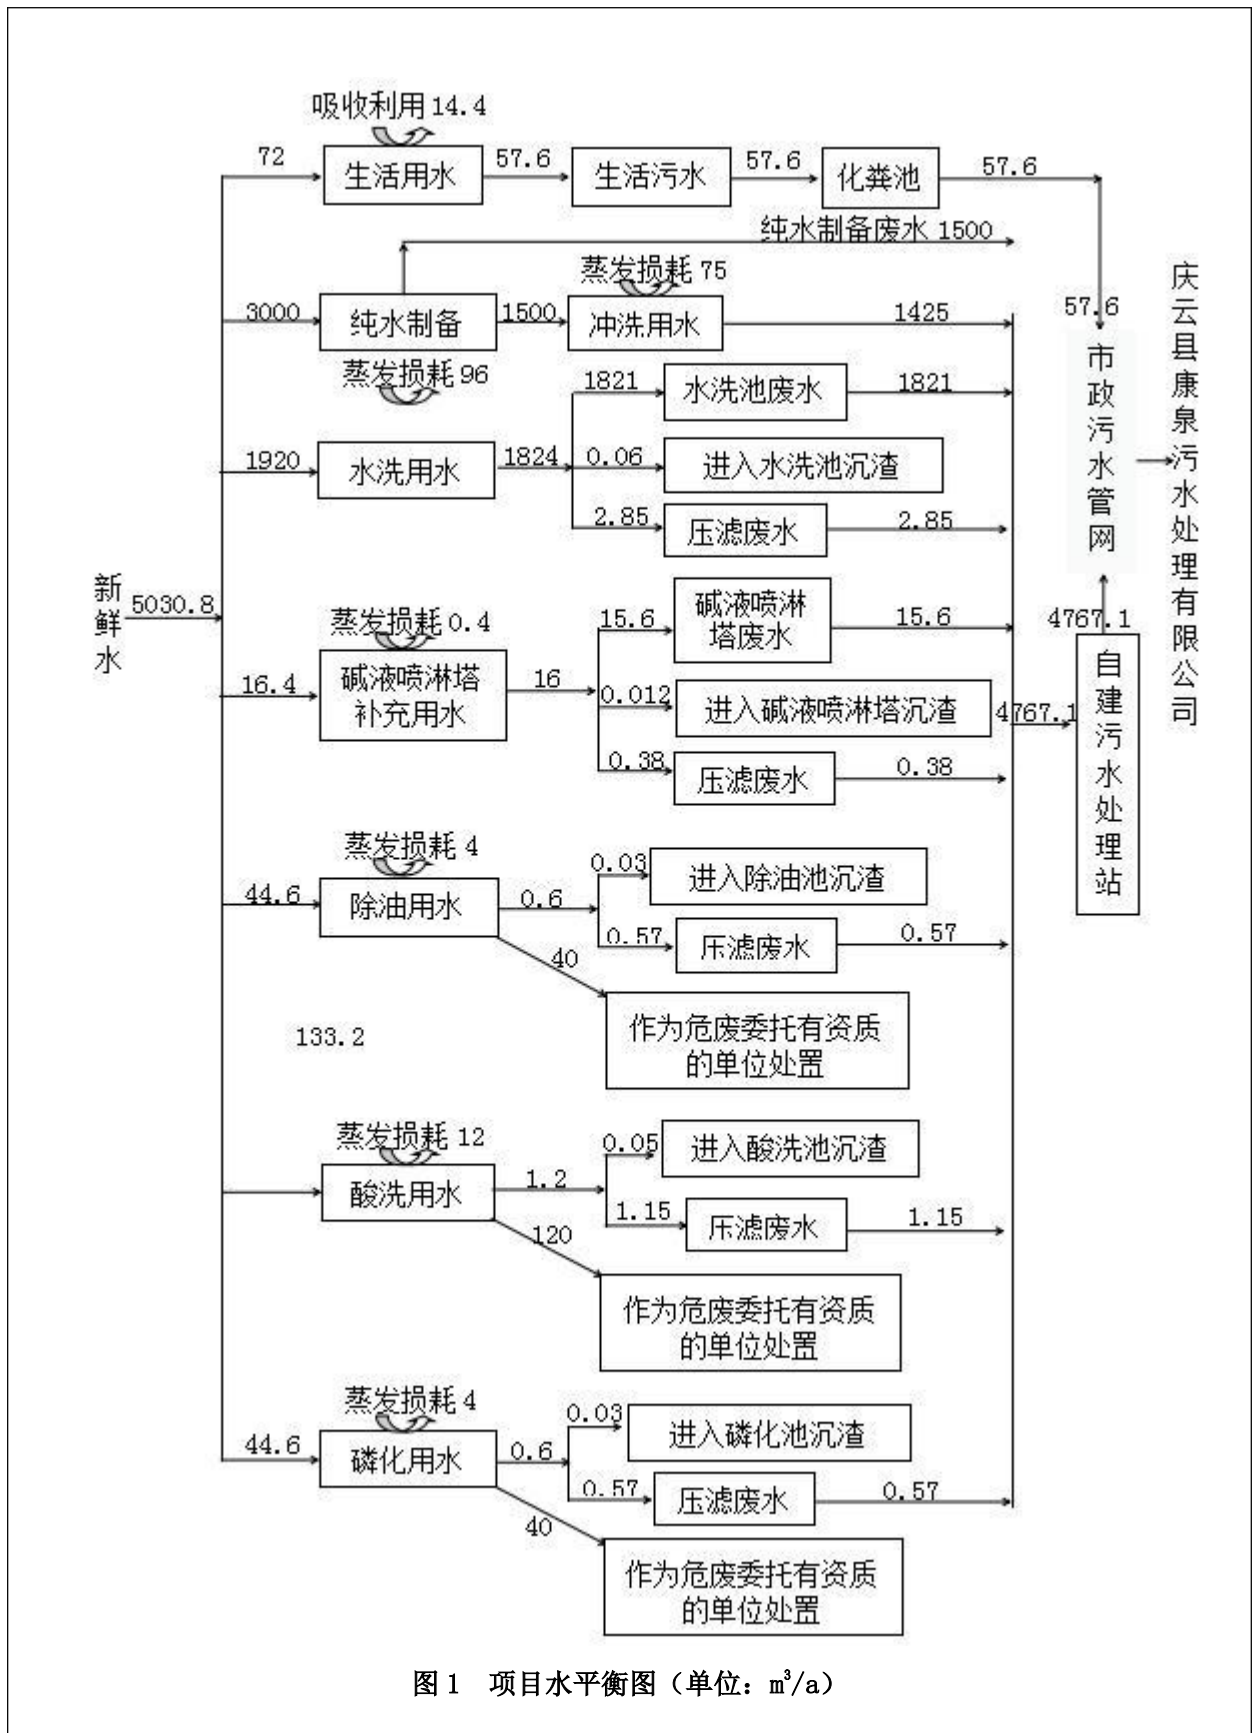 吸收利用 14.4
72
生活用水
57.6
生活污水
57.6
化粪池
57.6
纯水制备废水 1500
蒸发损耗 75
3000
纯水制备
1500
冲洗用水
1425
57.6
蒸发损耗 96
1821
水洗池废水
1821
1920
水洗用水
1824
0.06
进入水洗池沉渣
2.85
压滤废水
2.85
市政污水管网
庆云县康泉污水处理有限公司
新鲜水
5030.8
蒸发损耗 0.4
16.4
碱液喷淋塔
补充用水
16
15.6
碱液喷淋
塔废水
15.6
0.012
进入碱液喷淋塔沉渣
0.38
压滤废水
0.38
4767.1
4767.1
自建污水处理站
蒸发损耗 4
44.6
除油用水
0.6
0.03
进入除油池沉渣
0.57
压滤废水
0.57
40
作为危废委托有资质
的单位处置
133.2
蒸发损耗 12
酸洗用水
1.2
0.05
进入酸洗池沉渣
1.15
压滤废水
1.15
120
作为危废委托有资质
的单位处置
蒸发损耗 4
44.6
磷化用水
0.6
0.03
进入磷化池沉渣
0.57
压滤废水
0.57
40
作为危废委托有资质
的单位处置
图 1 项目水平衡图（单位：m³/a）